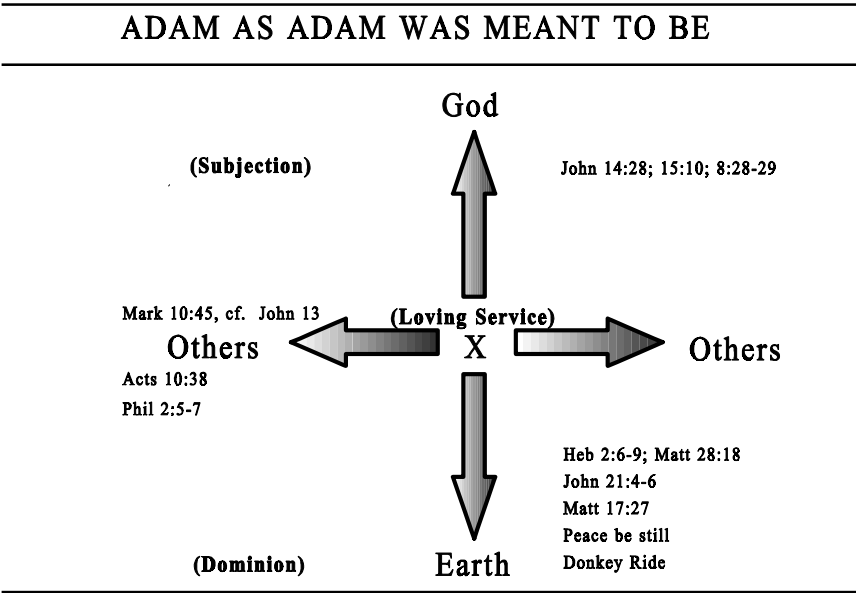 ADAM AS ADAM WAS MEANT TO BE
God
(Subjection)
John 14:28; 15:10; 8:28-29
Mark 10:45, cf. John 13
(Loving Service)
Others
X
Others
Acts 10:38
Phil 2:5-7
Heb 2:6-9; Matt 28:18
John 21:4-6
Matt 17:27
Peace be still
Donkey Ride
(Dominion)
Earth